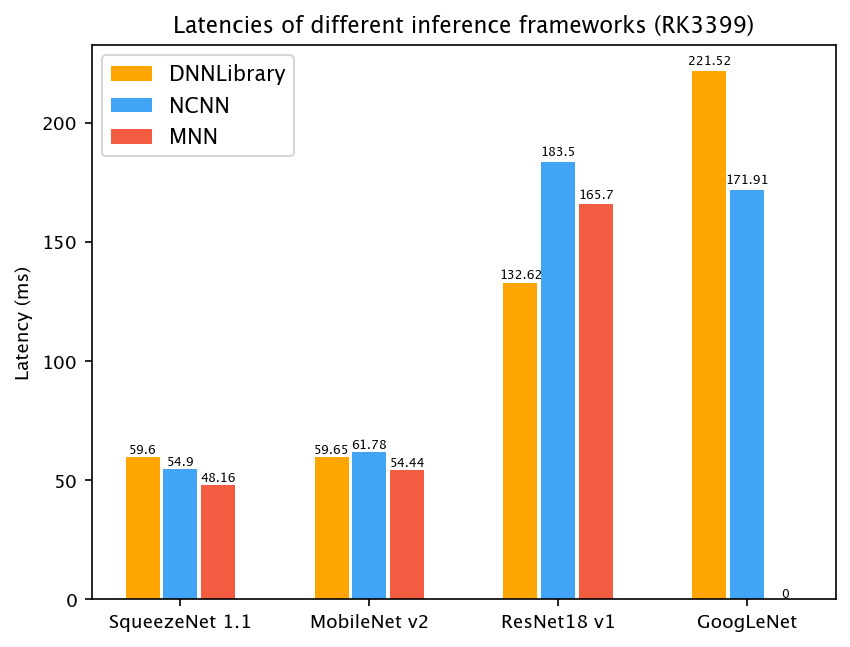 Latencies of different inference frameworks (RK3399)
DNNLibrary
NCNN
MNN
Latency (ms)
200
150
100
50
0
59.6
54.9
48.16
59.65
61.78
54.44
132.62
183.5
165.7
221.52
171.91
0
SqueezeNet 1.1
MobileNet v2
ResNet18 v1
GoogLeNet